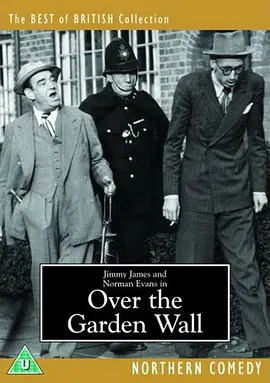 The BEST of BRITISH Collection
Jimmy James and
Norman Evans in
Over the
Garden Wall
U
NORTHERN COMEDY